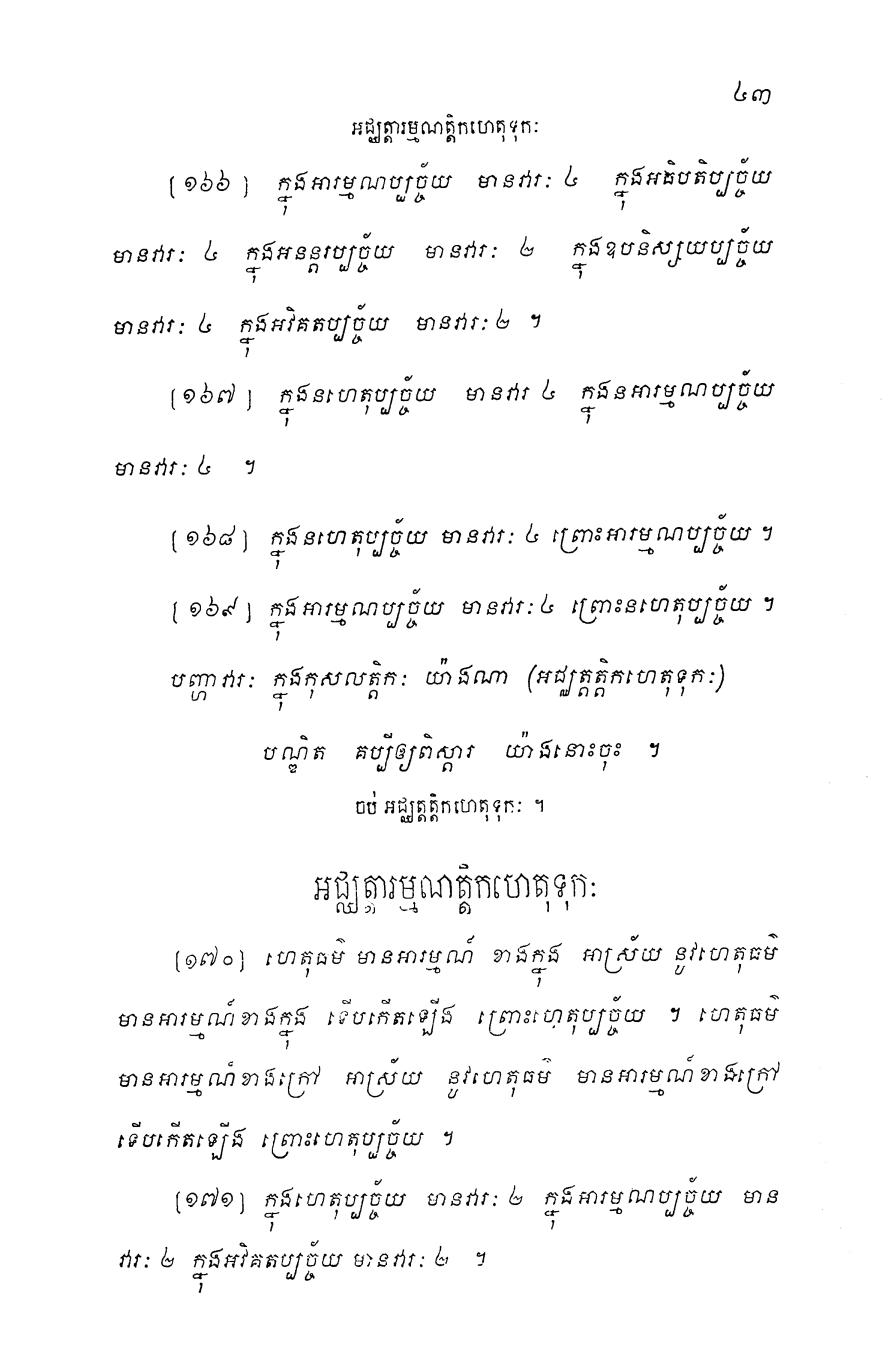 ៤៣
អជ្ឈត្តារម្មណត្តិកហេតុទុកៈ
[១៦៦] ក្នុងអារម្មណប្បច្ច័យ មានវារៈ ៤ ក្នុងអធិបតិប្បច្ច័យ
មានវារៈ ៤ ក្នុងអនន្តរប្បច្ច័យ មានវារៈ ២ ក្នុងឧបនិស្សយប្បច្ច័យ
មានវារៈ ៤ ក្នុងអវិគតប្បច្ច័យ មានវារៈ ២ ។
[១៦៧] ក្នុងនហេតុប្បច្ច័យ មានវារ ៤ ក្នុងនអារម្មណប្បច្ច័យ
មានវារៈ ៤ ។
[១៦៨] ក្នុងនហេតុប្បច្ច័យ មានវារៈ ៤ ព្រោះអារម្មណប្បច្ច័យ ។
[១៦៩] ក្នុងអារម្មណប្បច្ច័យ មានវារៈ ៤ ព្រោះនហេតុប្បច្ច័យ ។
បញ្ហាវារៈ ក្នុងកុសលត្តិកៈ យ៉ាងណា (អជ្ឈត្តត្តិកហេតុទុកៈ)
បណ្ឌិត គប្បីឲ្យពិស្តារ យ៉ាងនោះចុះ ។
ចប់ អជ្ឈត្តត្តិកហេតុទុកៈ ។
អជ្ឈត្តារម្មណត្តិកហេតុទុកៈ
[១៧០] ហេតុធម៌ មានអារម្មណ៍ ខាងក្នុង អាស្រ័យ នូវហេតុធម៌
មានអារម្មណ៍ខាងក្នុង ទើបកើតឡើង ព្រោះហេតុប្បច្ច័យ ។ ហេតុធម៌
មានអារម្មណ៍ខាងក្រៅ អាស្រ័យ នូវហេតុធម៌ មានអារម្មណ៍ខាងក្រៅ
ទើបកើតឡើង ព្រោះហេតុប្បច្ច័យ ។
[១៧១] ក្នុងហេតុប្បច្ច័យ មានវារៈ ២ ក្នុងអារម្មណប្បច្ច័យ មាន
វារៈ ២ ក្នុងអវិគតប្បច្ច័យ មានវារៈ ២ ។